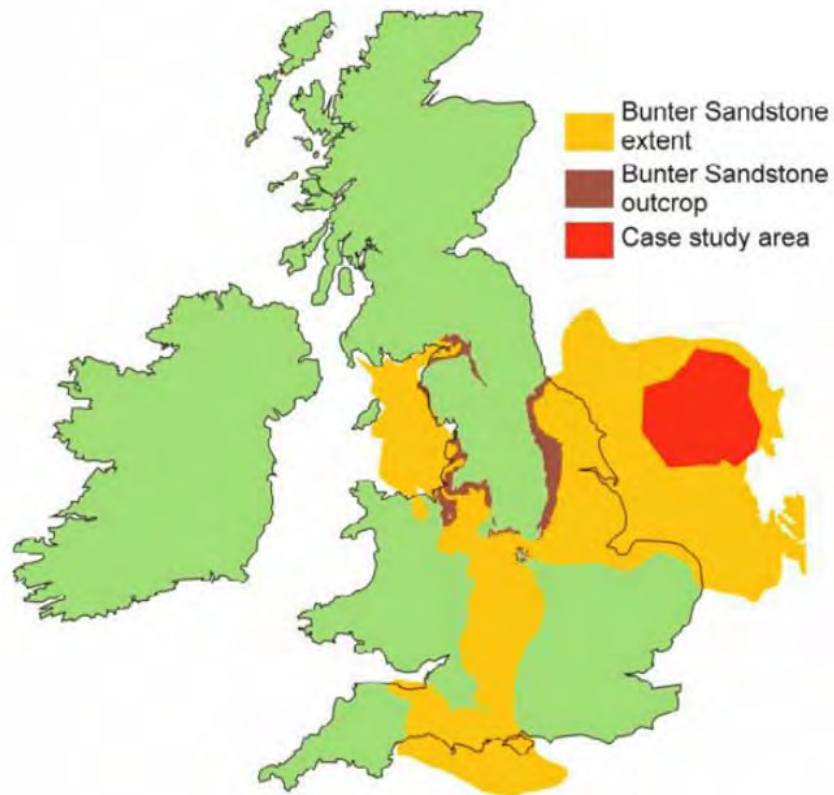 Bunter Sandstone
extent
Bunter Sandstone
outcrop
Case study area